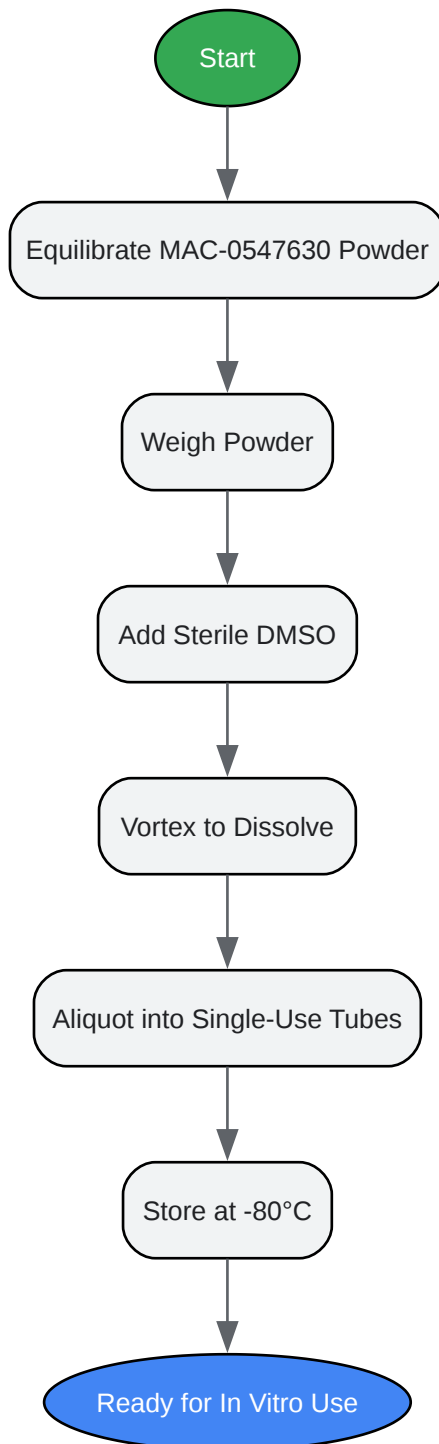 Start
Equilibrate MAC-0547630 Powder
Weigh Powder
Add Sterile DMSO
Vortex to Dissolve
Aliquot into Single-Use Tubes
Store at -80°C
Ready for In Vitro Use